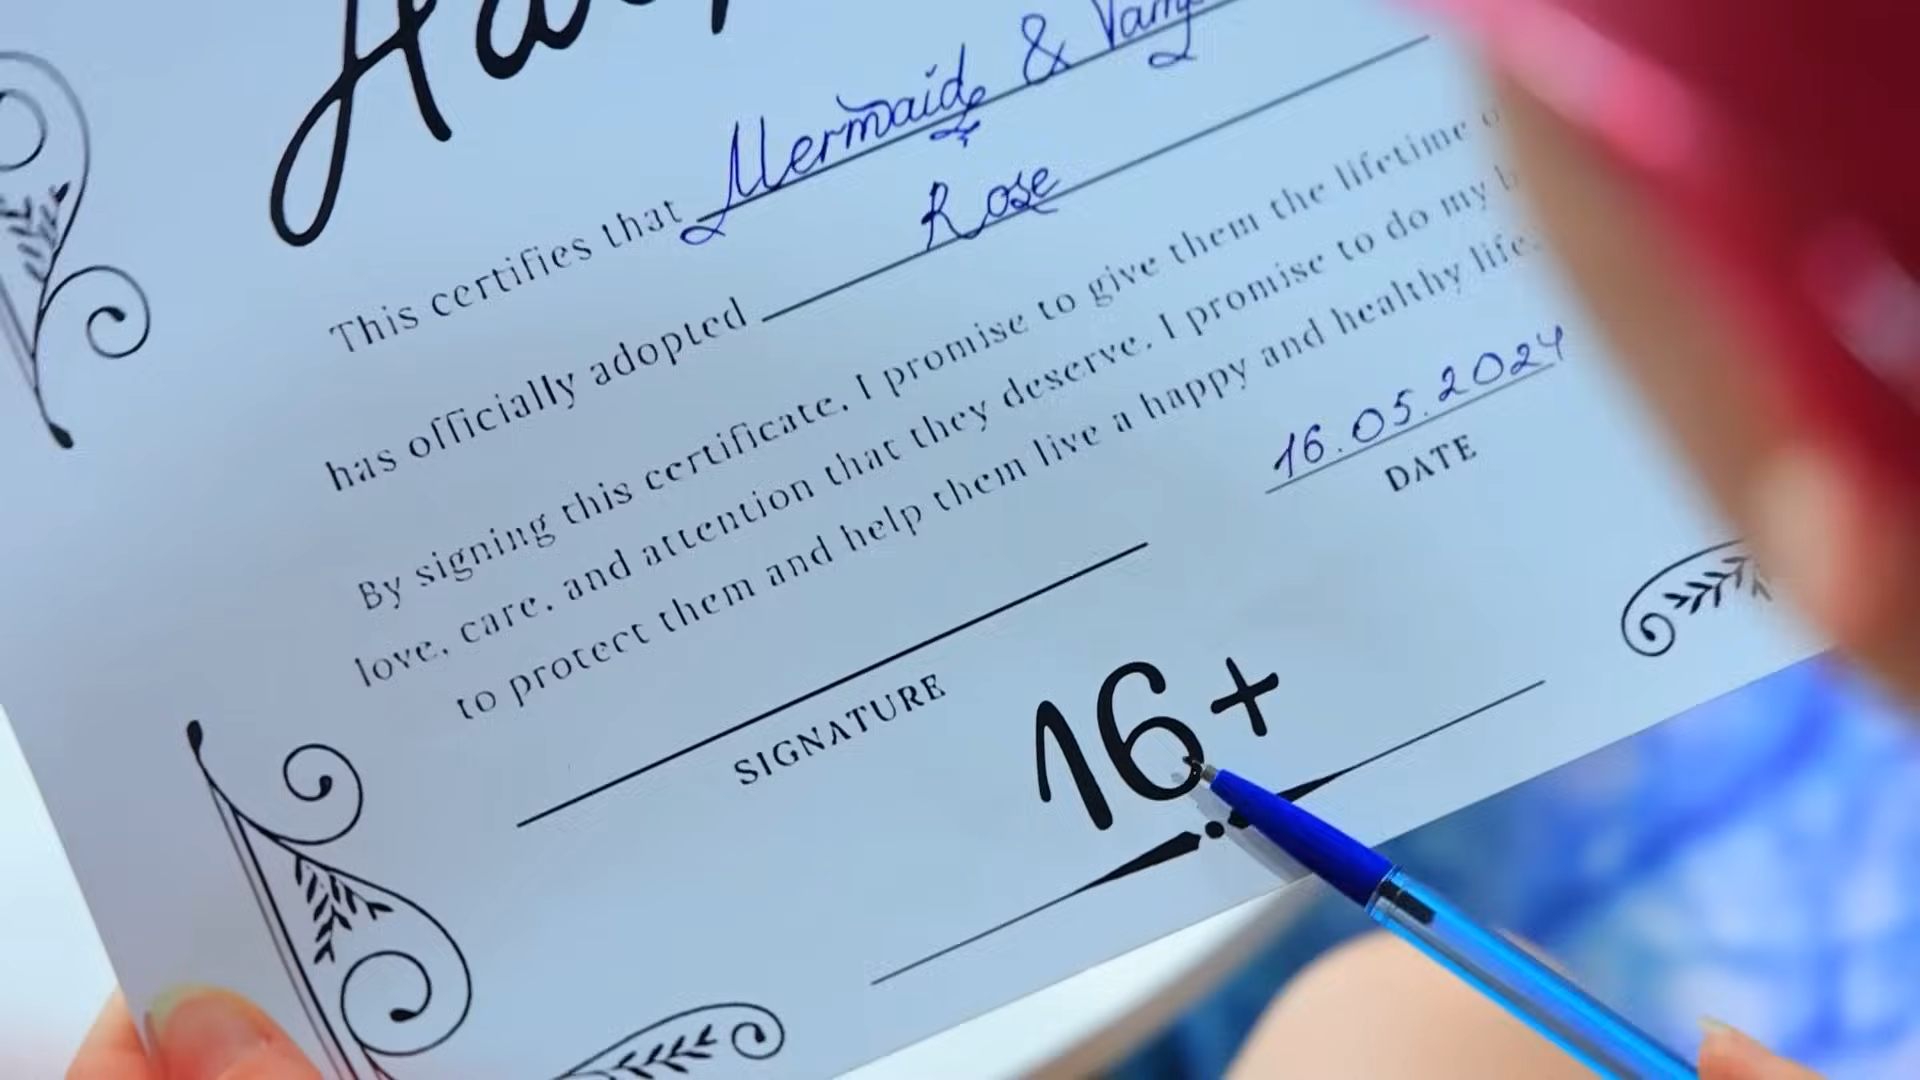 This certifies that Mermaid &
has officially adopted Rose
By signing this certificate, I promise to give them the lifetime
love, care, and attention that they deserve. I promise to do my
to protect them and help them live a happy and healthy life.
16.05.2024
DATE
SIGNATURE
16+